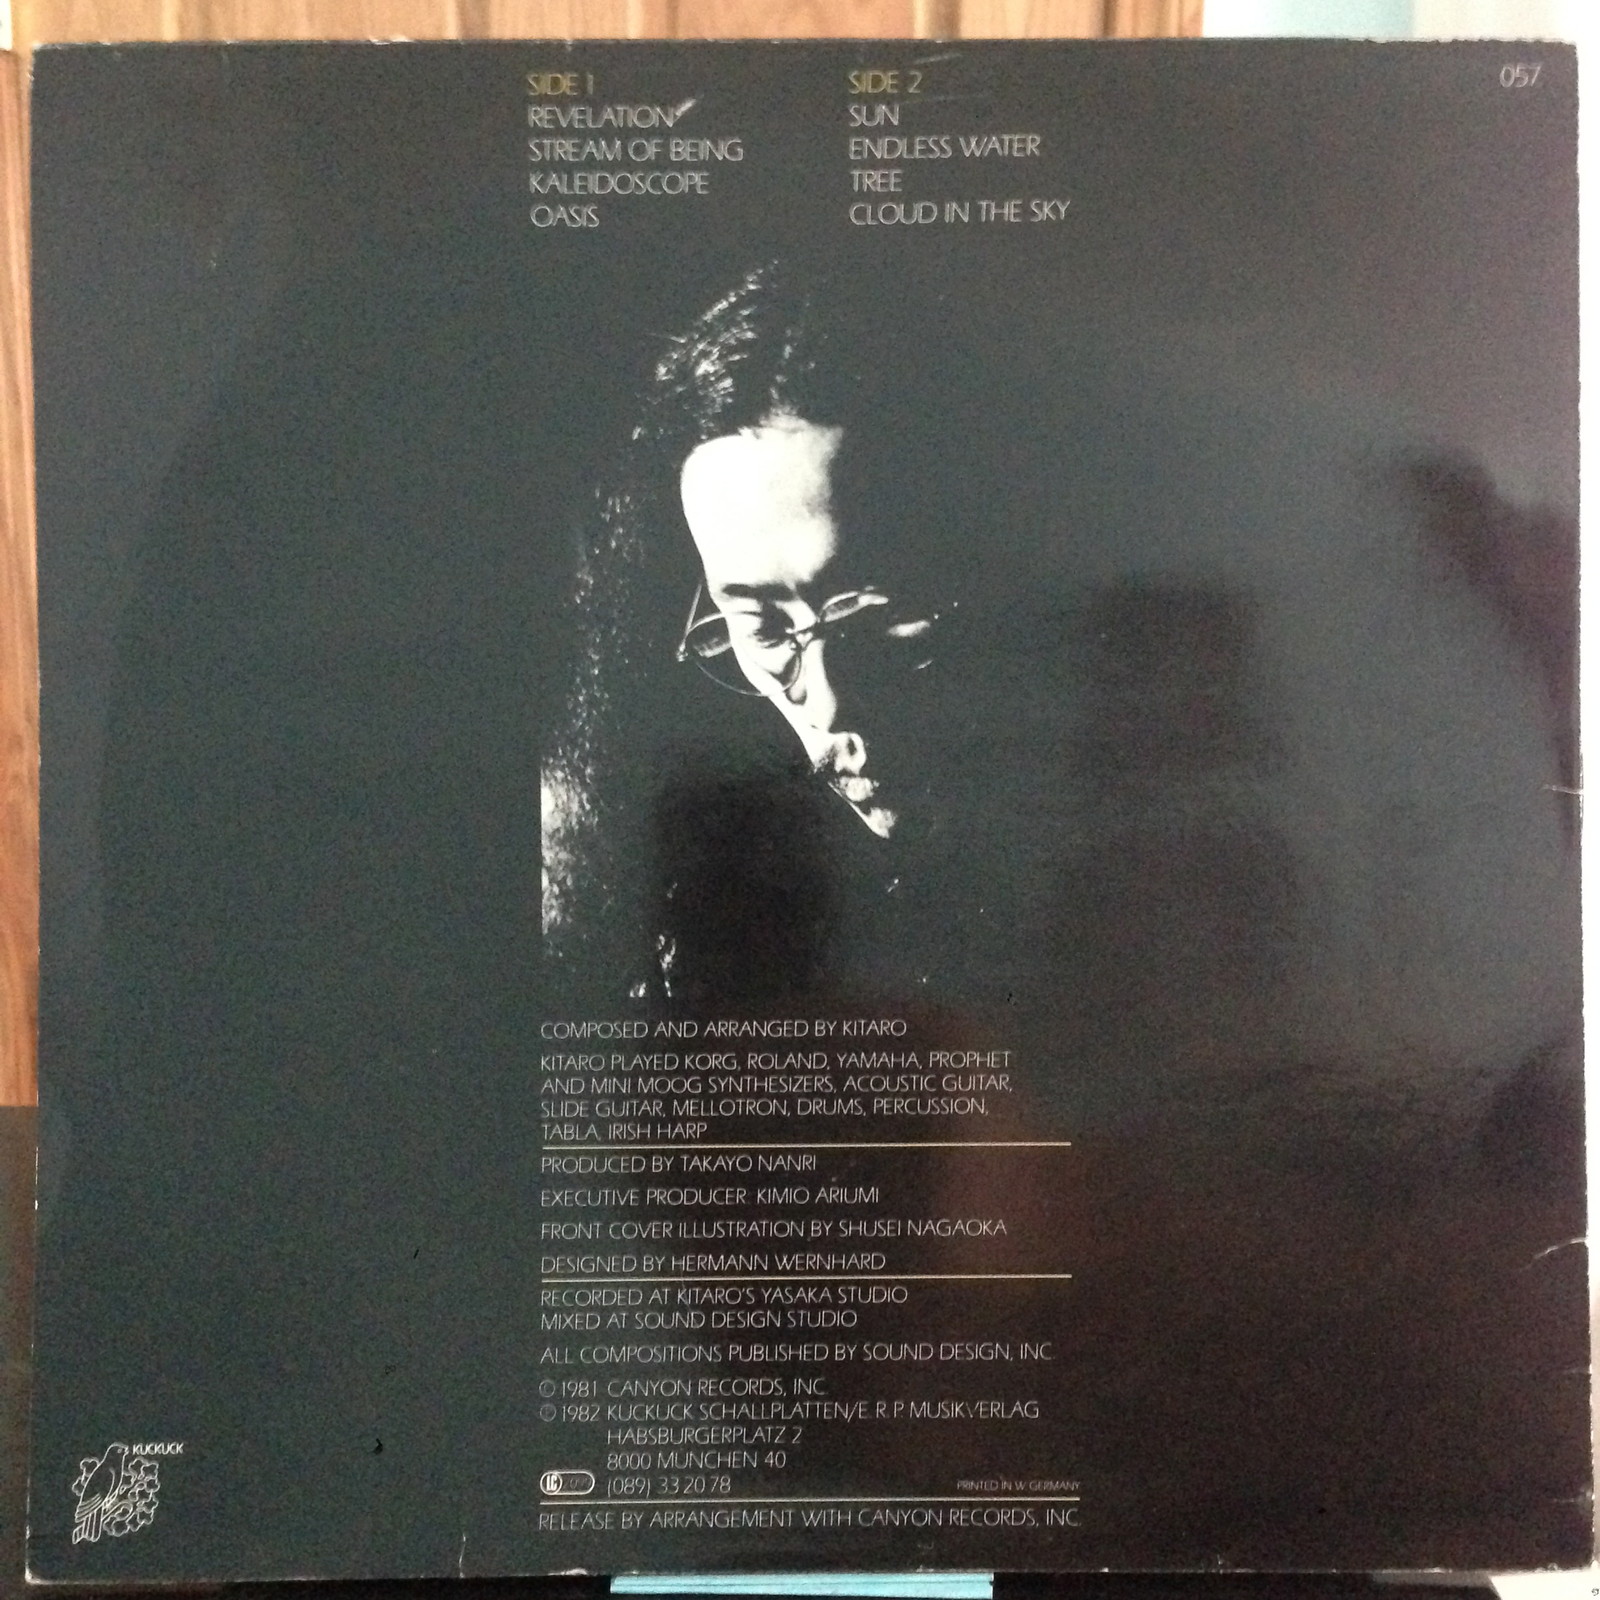 057
SIDE 1
REVELATION
STREAM OF BEING
KALEIDOSCOPE
OASIS
SIDE 2
SUN
ENDLESS WATER
TREE
CLOUD IN THE SKY
COMPOSED AND ARRANGED BY KITARO
KITARO PLAYED KORG, ROLAND, YAMAHA, PROPHET
AND MINI MOOG SYNTHESIZERS, ACOUSTIC GUITAR,
SLIDE GUITAR, MELLOTRON, DRUMS, PERCUSSION,
TABLA, IRISH HARP
PRODUCED BY TAKAYO NANRI
EXECUTIVE PRODUCER: KIMIO ARIUMI
FRONT COVER ILLUSTRATION BY SHUSEI NAGAOKA
DESIGNED BY HERMANN WERNHARD
RECORDED AT KITARO'S YASAKA STUDIO
MIXED AT SOUND DESIGN STUDIO
ALL COMPOSITIONS PUBLISHED BY SOUND DESIGN, INC.
© 1981 CANYON RECORDS, INC.
© 1982 KUCKUCK SCHALLPLATTEN/E. R. P. MUSIKVERLAG
HABSBURGERPLATZ 2
8000 MÜNCHEN 40
LC
(089) 33 20 78
PRINTED IN W. GERMANY
RELEASE BY ARRANGEMENT WITH CANYON RECORDS, INC.
KUCKUCK